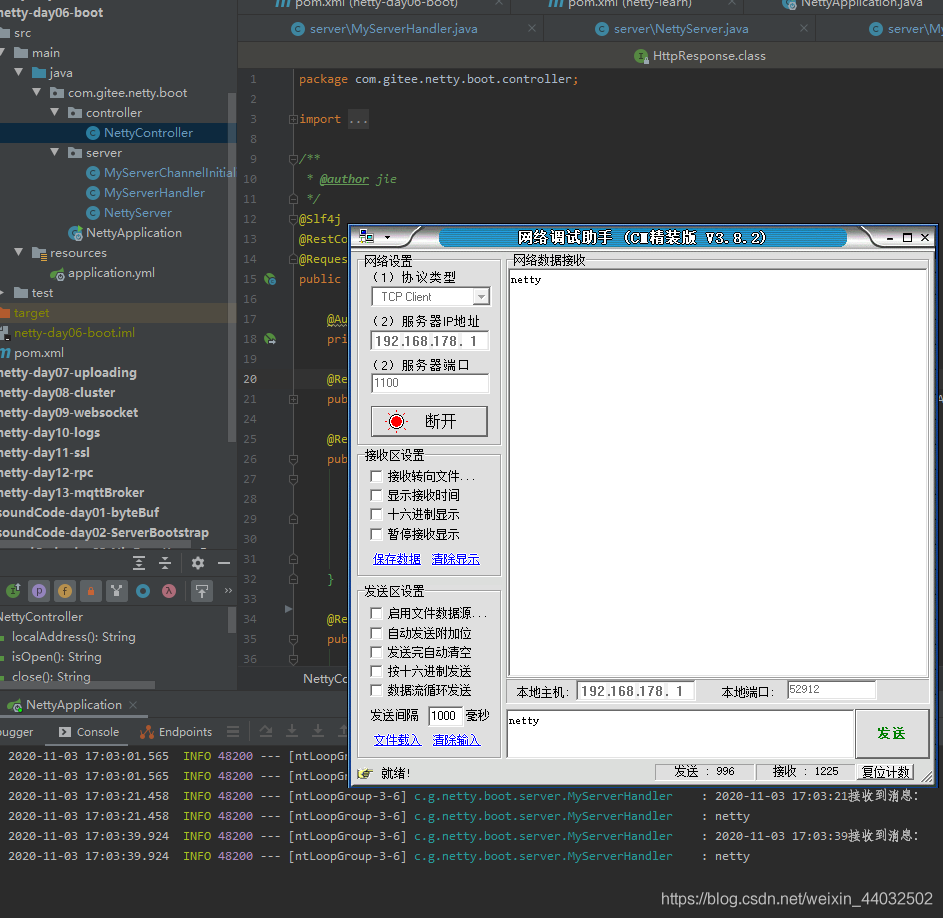 netty-day06-boot
src
main
java
com.gitee.netty.boot
controller
NettyController
server
MyServerChannelInitial
MyServerHandler
NettyServer
NettyApplication
resources
application.yml
test
target
netty-day06-boot.iml
pom.xml
netty-day07-uploading
netty-day08-cluster
netty-day09-websocket
netty-day10-logs
netty-day11-ssl
netty-day12-rpc
netty-day13-mqttBroker
soundCode-day01-byteBuf
soundCode-day02-ServerBootstrap
NettyController
localAddress(): String
isOpen(): String
close(): String
pom.xml (netty-day06-boot)
pom.xml (netty-learn)
NettyApplication.java
server\MyServerHandler.java
server\NettyServer.java
server\M
HttpResponse.class
1 package com.gitee.netty.boot.controller;
2
3 import ...
8
9 /**
10 * @author jie
11 */
12 @Slf4j
13 @RestCo
14 @Reques
15 public
16
17 @Au
18 pri
19
20 @Re
21 pub
24
25 @Re
26 pub
27
28
29
30
31
32 }
33
34 @Re
35 pub
36
NettyCo
网络调试助手 (C■精装版 V3.8.2)
网络设置
(1) 协议类型
TCP Client
(2) 服务器IP地址
192.168.178. 1
(2) 服务器端口
1100
断开
接收区设置
接收转向文件...
显示接收时间
十六进制显示
暂停接收显示
保存数据 清除显示
发送区设置
启用文件数据源...
自动发送附加位
发送完自动清空
按十六进制发送
数据流循环发送
发送间隔 1000 毫秒
文件载入 清除输入
网络数据接收
netty
本地主机: 192.168.178. 1 本地端口: 52912
netty
发送
就绪! 发送 : 996 接收 : 1225 复位计数
NettyApplication
ugger Console Endpoints
2020-11-03 17:03:01.565 INFO 48200 --- [ntLoopG
2020-11-03 17:03:01.565 INFO 48200 --- [ntLoopG
2020-11-03 17:03:21.458 INFO 48200 --- [ntLoopGroup-3-6] c.g.netty.boot.server.MyServerHandler : 2020-11-03 17:03:21接收到消息:
2020-11-03 17:03:21.458 INFO 48200 --- [ntLoopGroup-3-6] c.g.netty.boot.server.MyServerHandler : netty
2020-11-03 17:03:39.924 INFO 48200 --- [ntLoopGroup-3-6] c.g.netty.boot.server.MyServerHandler : 2020-11-03 17:03:39接收到消息:
2020-11-03 17:03:39.924 INFO 48200 --- [ntLoopGroup-3-6] c.g.netty.boot.server.MyServerHandler : netty
https://blog.csdn.net/weixin_44032502